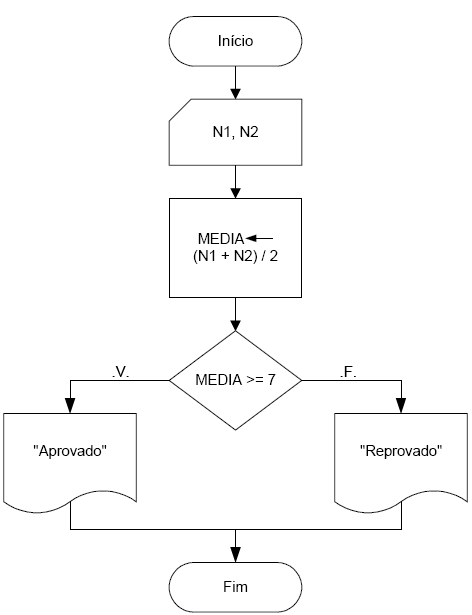 Início
N1, N2
MEDIA
(N1 + N2) / 2
MEDIA >= 7
.V.
.F.
"Aprovado"
"Reprovado"
Fim